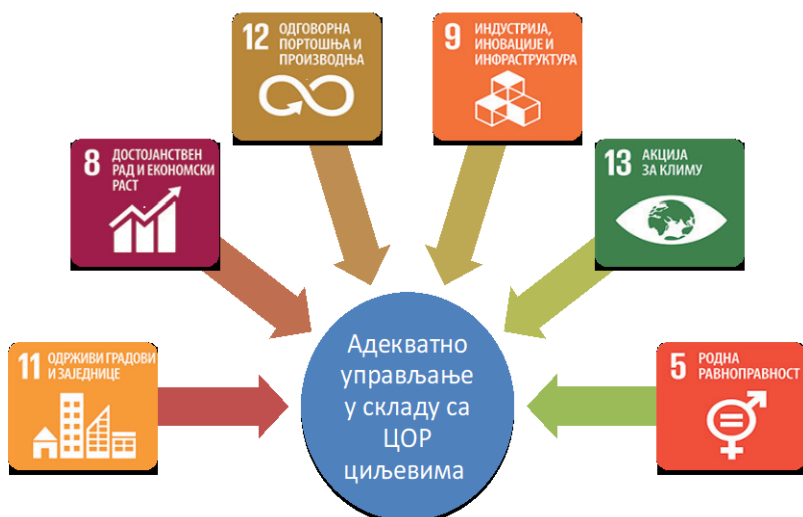 12 ОДГОВОРНА
ПОРТОШЊА И
ПРОИЗВОДЊА
9 ИНДУСТРИЈА,
ИНОВАЦИЈЕ И
ИНФРАСТРУКТУРА
8 ДОСТОЈАНСТВЕН
РАД И ЕКОНОМСКИ
РАСТ
13 АКЦИЈА
ЗА КЛИМУ
11 ОДРЖИВИ ГРАДОВИ
И ЗАЈЕДНИЦЕ
5 РОДНА
РАВНОПРАВНОСТ
Адекватно
управљање
у складу са
ЦОР
циљевима